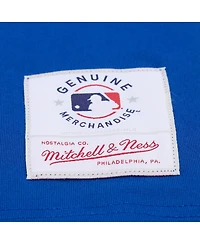 GENUINE
MERCHANDISE
NOSTALGIA CO.
Mitchell & Ness
PHILADELPHIA, PA.